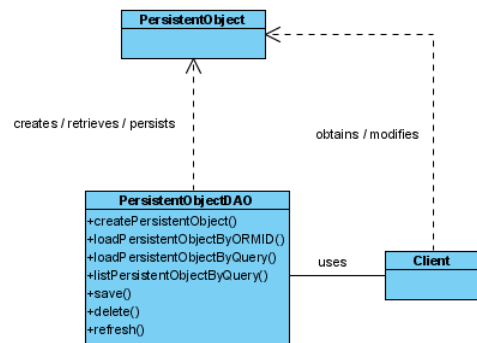 PersistentObject
creates / retrieves / persists
obtains / modifies
PersistentObjectDAO
+createPersistentObject()
+loadPersistentObjectByORMID()
+loadPersistentObjectByQuery()
+listPersistentObjectByQuery()
+save()
+delete()
+refresh()
uses
Client